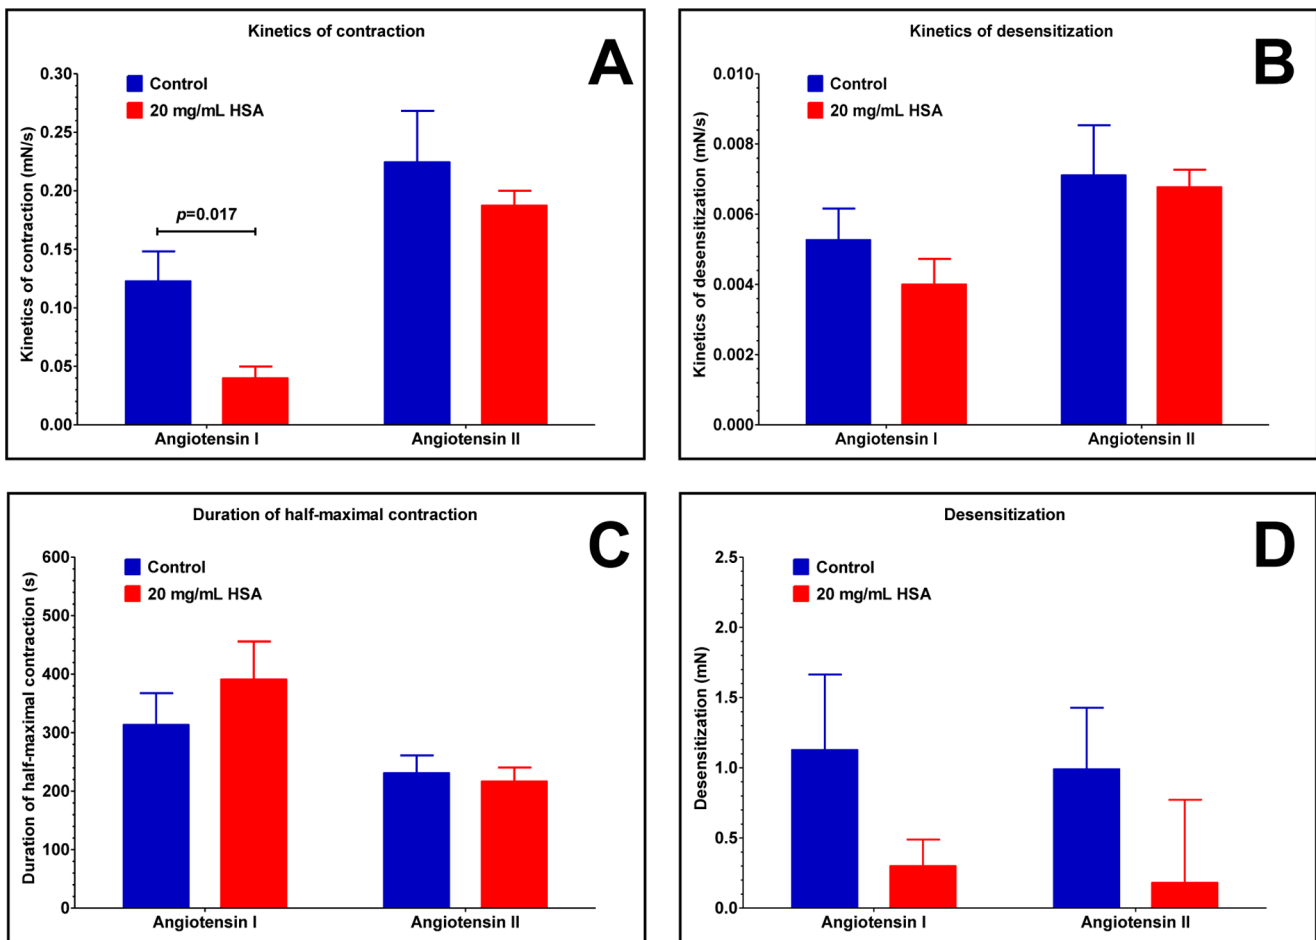 Kinetics of contraction
A
Kinetics of contraction (mN/s)
0.30
0.25
0.20
0.15
0.10
0.05
0.00
Control
20 mg/mL HSA
p=0.017
Angiotensin I
Angiotensin II
Kinetics of desensitization
B
Kinetics of desensitization (mN/s)
0.010
0.008
0.006
0.004
0.002
0.000
Control
20 mg/mL HSA
Angiotensin I
Angiotensin II
Duration of half-maximal contraction
C
Duration of half-maximal contraction (s)
600
500
400
300
200
100
0
Control
20 mg/mL HSA
Angiotensin I
Angiotensin II
Desensitization
D
Desensitization (mN)
2.5
2.0
1.5
1.0
0.5
0.0
Control
20 mg/mL HSA
Angiotensin I
Angiotensin II